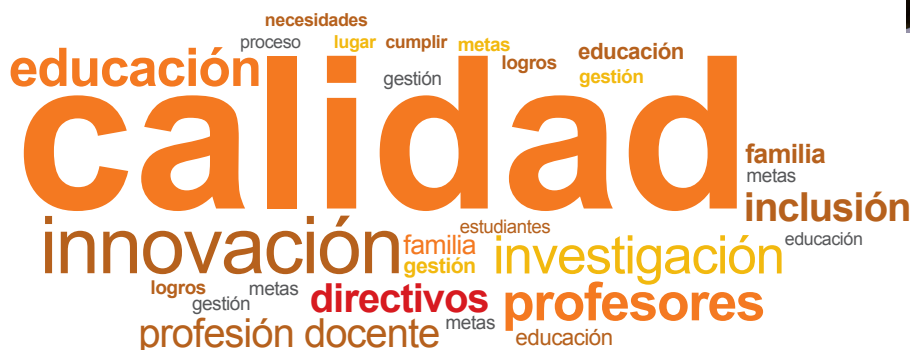 necesidades
proceso lugar cumplir metas
educación
logros
educación
gestión
gestión
calidad
familia
metas
inclusión
innovación
familia
estudiantes
gestión
investigación
educación
logros
gestión
metas
directivos
profesores
profesión docente
metas
educación